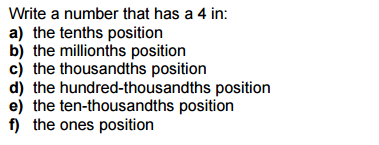 Write a number that has a 4 in:
a) the tenths position
b) the millionths position
c) the thousandths position
d) the hundred-thousandths position
e) the ten-thousandths position
f) the ones position